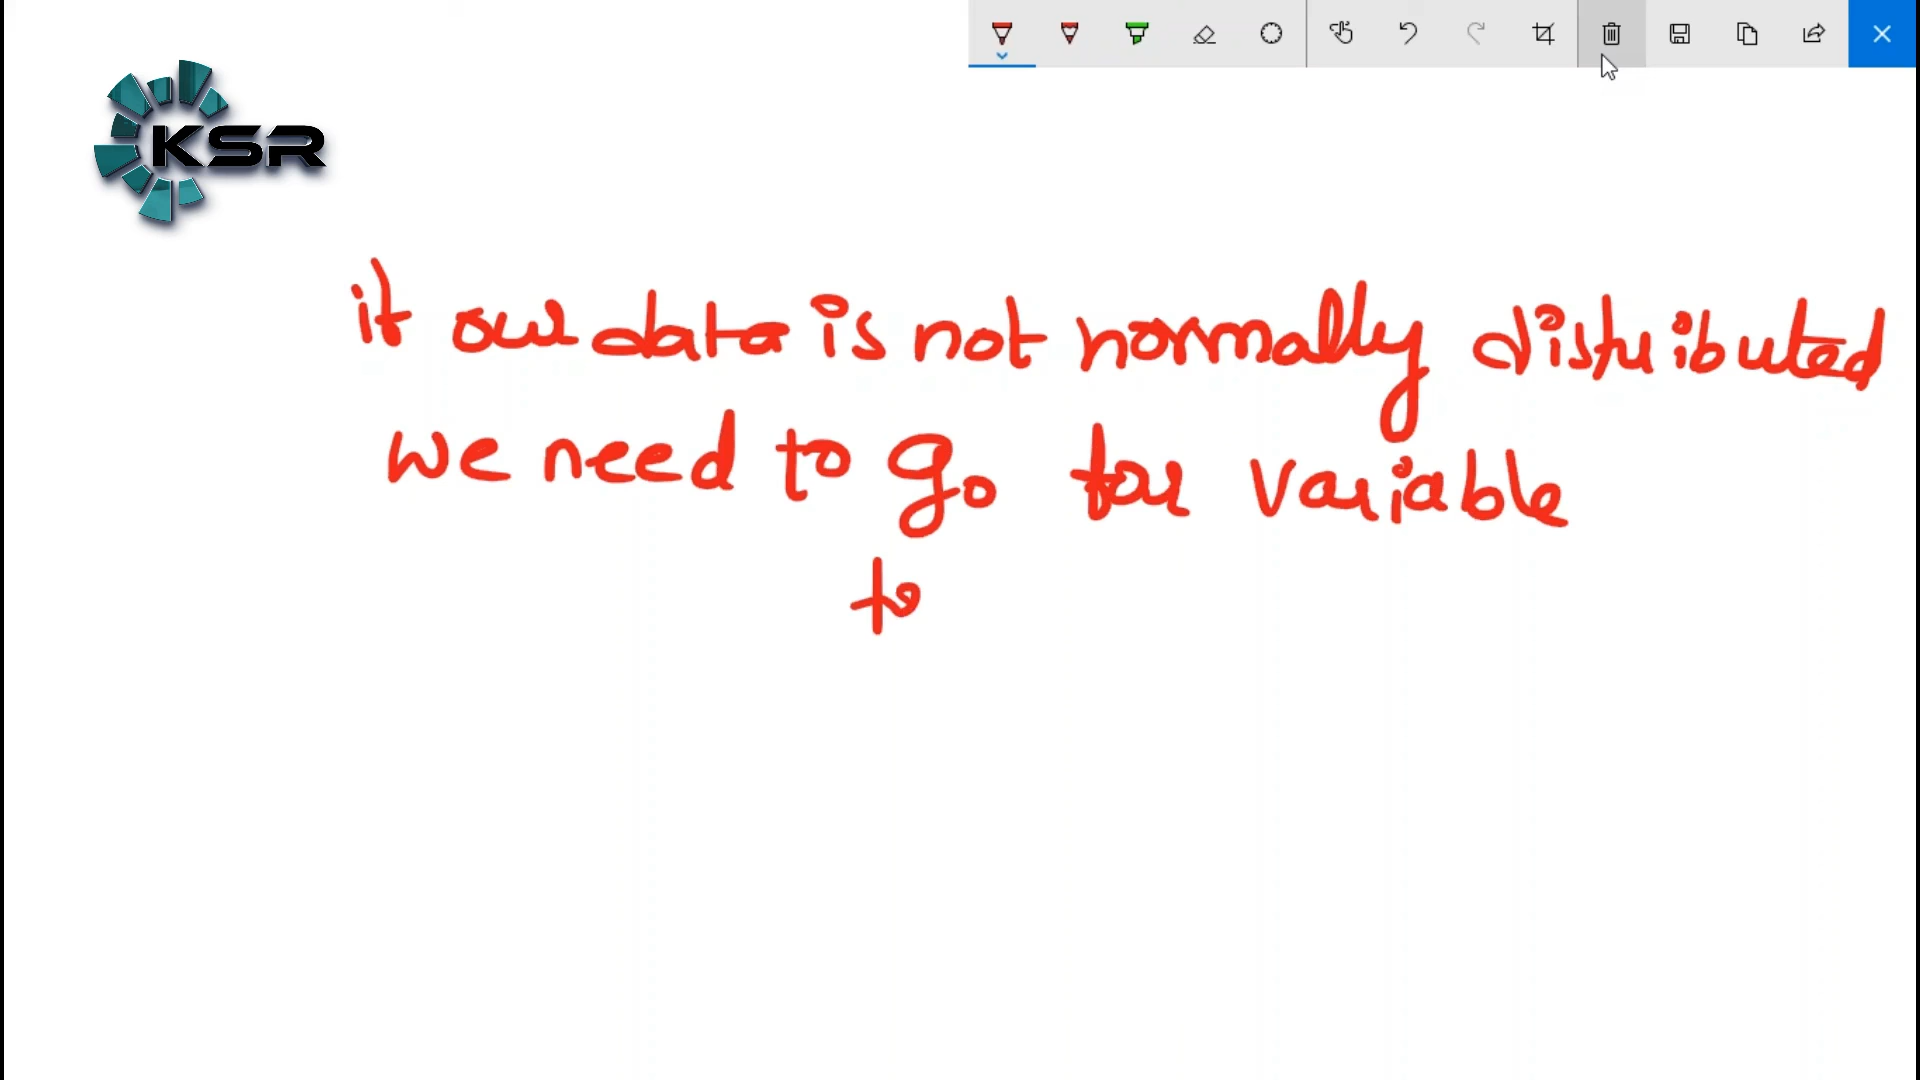 KSR
if our data is not normally distributed
we need to go for variable
to